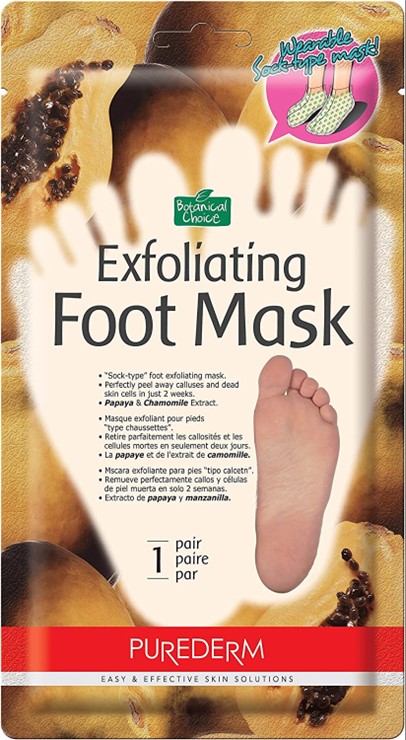 Wearable
Sock-type mask!
Botanical
Choice
Exfoliating
Foot Mask
• "Sock-type" foot exfoliating mask.
• Perfectly peel away calluses and dead
skin cells in just 2 weeks.
• Papaya & Chamomile Extract.
• Masque exfoliant pour pieds
"type chaussettes".
• Retire parfaitement les callosités et les
cellules mortes en seulement deux jours.
• La papaye et de l'extrait de camomille.
• Mscara exfoliante para pies "tipo calcetn".
• Remueve perfectamente callos y células
de piel muerta en solo 2 semanas.
• Extracto de papaya y manzanilla.
1 pair
paire
par
PUREDERM
EASY & EFFECTIVE SKIN SOLUTIONS